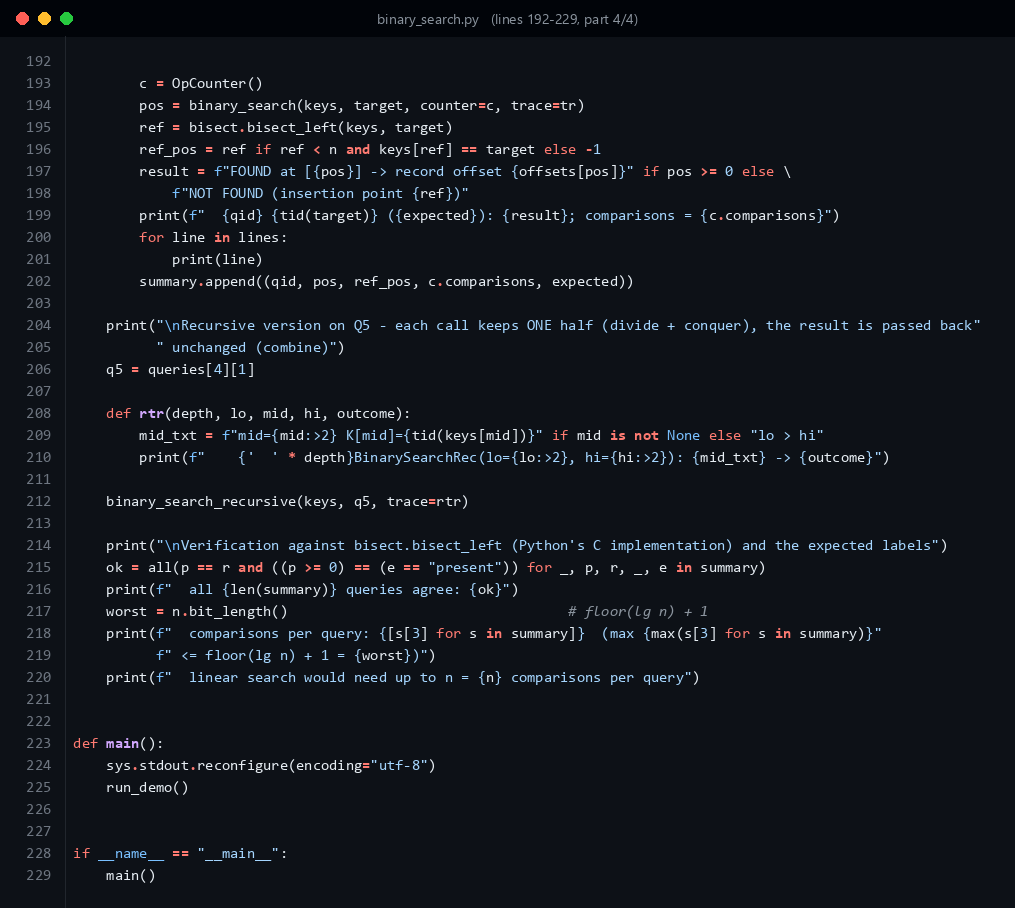 binary_search.py (lines 192-229, part 4/4)
192
193         c = OpCounter()
194         pos = binary_search(keys, target, counter=c, trace=tr)
195         ref = bisect.bisect_left(keys, target)
196         ref_pos = ref if ref < n and keys[ref] == target else -1
197         result = f"FOUND at [{pos}] -> record offset {offsets[pos]}" if pos >= 0 else \
198             f"NOT FOUND (insertion point {ref})"
199         print(f"  {qid} {tid(target)} ({expected}): {result}; comparisons = {c.comparisons}")
200         for line in lines:
201             print(line)
202         summary.append((qid, pos, ref_pos, c.comparisons, expected))
203
204     print("\nRecursive version on Q5 - each call keeps ONE half (divide + conquer), the result is passed back"
205           " unchanged (combine)")
206     q5 = queries[4][1]
207
208     def rtr(depth, lo, mid, hi, outcome):
209         mid_txt = f"mid={mid:>2} K[mid]={tid(keys[mid])}" if mid is not None else "lo > hi"
210         print(f"    {'  ' * depth}BinarySearchRec(lo={lo:>2}, hi={hi:>2}): {mid_txt} -> {outcome}")
211
212     binary_search_recursive(keys, q5, trace=rtr)
213
214     print("\nVerification against bisect.bisect_left (Python's C implementation) and the expected labels")
215     ok = all(p == r and ((p >= 0) == (e == "present")) for _, p, r, _, e in summary)
216     print(f"  all {len(summary)} queries agree: {ok}")
217     worst = n.bit_length()                                  # floor(lg n) + 1
218     print(f"  comparisons per query: {[s[3] for s in summary]}  (max {max(s[3] for s in summary)}"
219           f" <= floor(lg n) + 1 = {worst})")
220     print(f"  linear search would need up to n = {n} comparisons per query")
221
222
223 def main():
224     sys.stdout.reconfigure(encoding="utf-8")
225     run_demo()
226
227
228 if __name__ == "__main__":
229     main()